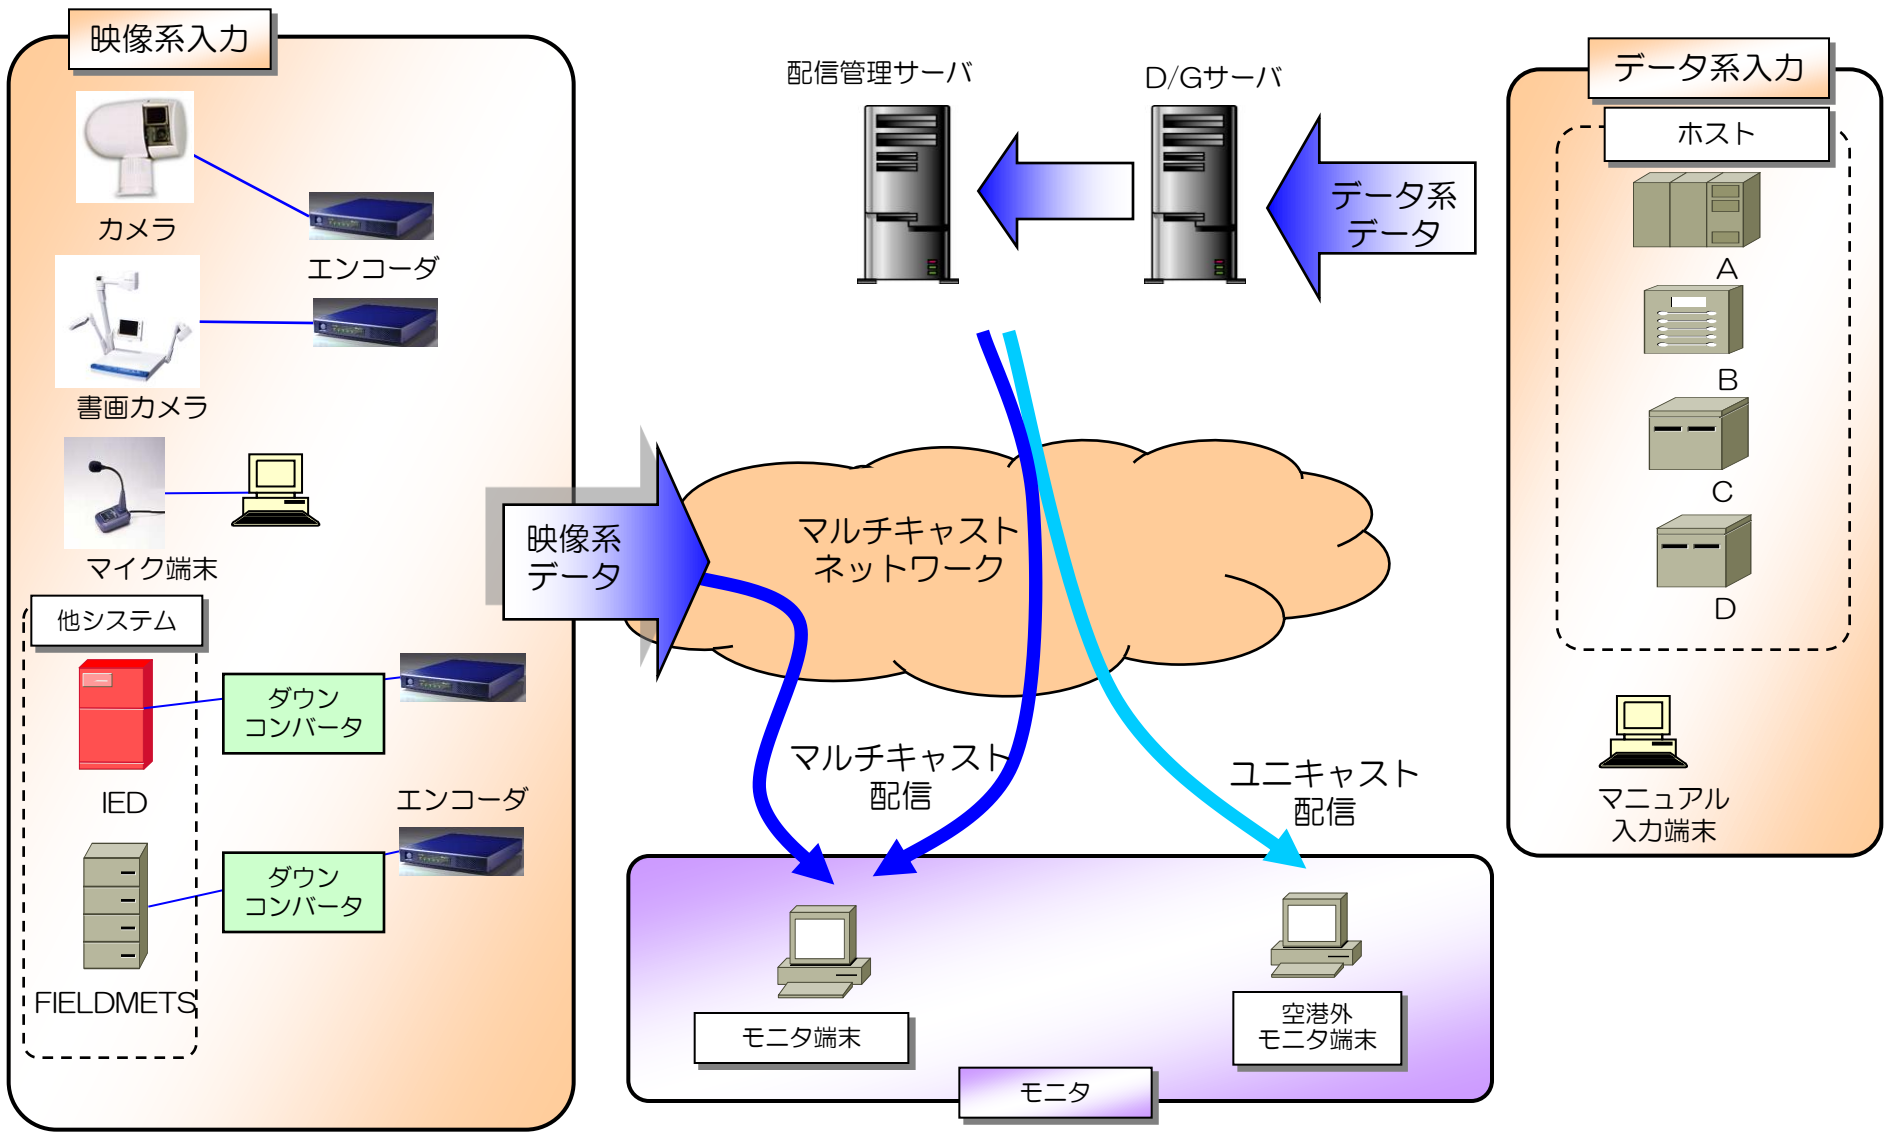 映像系入力
カメラ
エンコーダ
書画カメラ
マイク端末
他システム
IED
ダウン
コンバータ
エンコーダ
ダウン
コンバータ
FIELDMETS
配信管理サーバ
D/Gサーバ
データ系
データ
映像系
データ
マルチキャスト
ネットワーク
マルチキャスト
配信
ユニキャスト
配信
モニタ端末
空港外
モニタ端末
モニタ
データ系入力
ホスト
A
B
C
D
マニュアル
入力端末